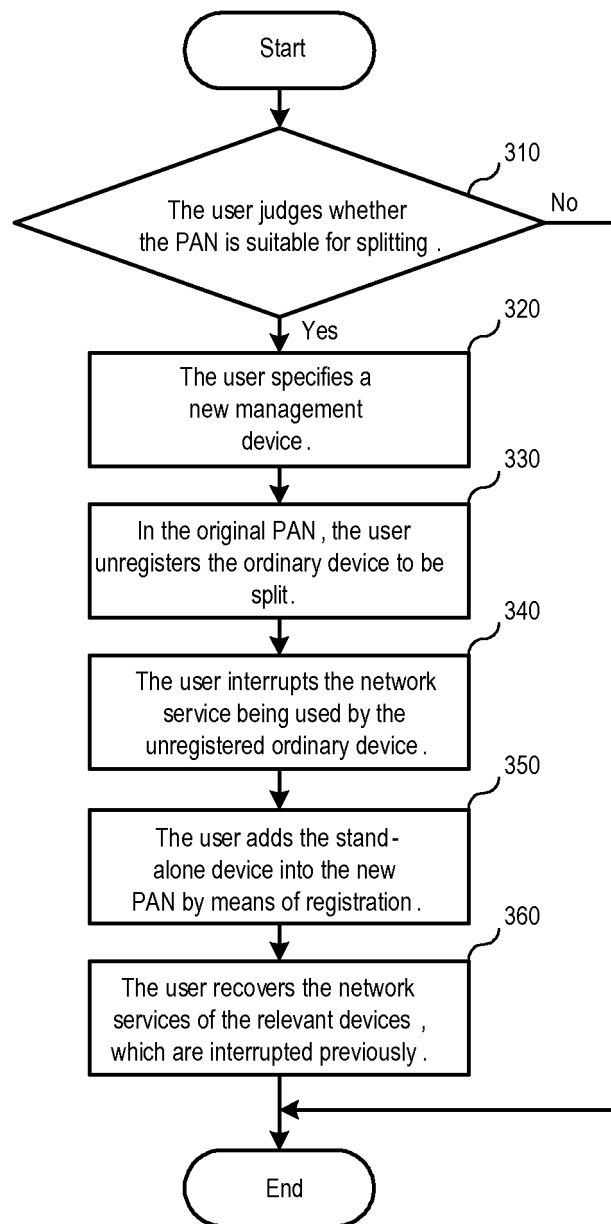 Start
310
No
The user judges whether
the PAN is suitable for splitting .
Yes
320
The user specifies a
new management
device .
330
In the original PAN , the user
unregisters the ordinary device to be
split .
340
The user interrupts the network
service being used by the
unregistered ordinary device .
350
The user adds the stand-
alone device into the new
PAN by means of registration .
360
The user recovers the network
services of the relevant devices ,
which are interrupted previously .
End